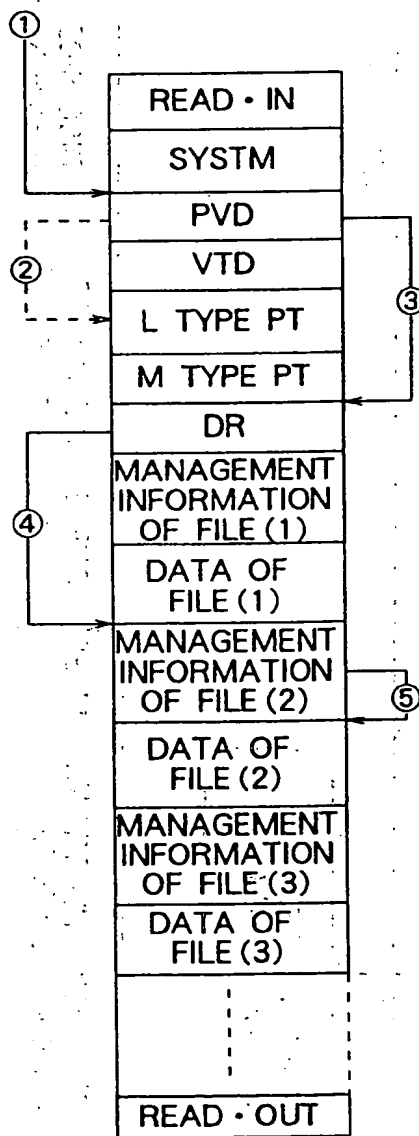 ①
READ・IN
SYSTM
PVD
②
VTD
③
L TYPE PT
M TYPE PT
DR
MANAGEMENT
INFORMATION
OF FILE(1)
④
DATA OF
FILE(1)
MANAGEMENT
INFORMATION
OF FILE(2)
⑤
DATA OF
FILE(2)
MANAGEMENT
INFORMATION
OF FILE(3)
DATA OF
FILE(3)
READ・OUT